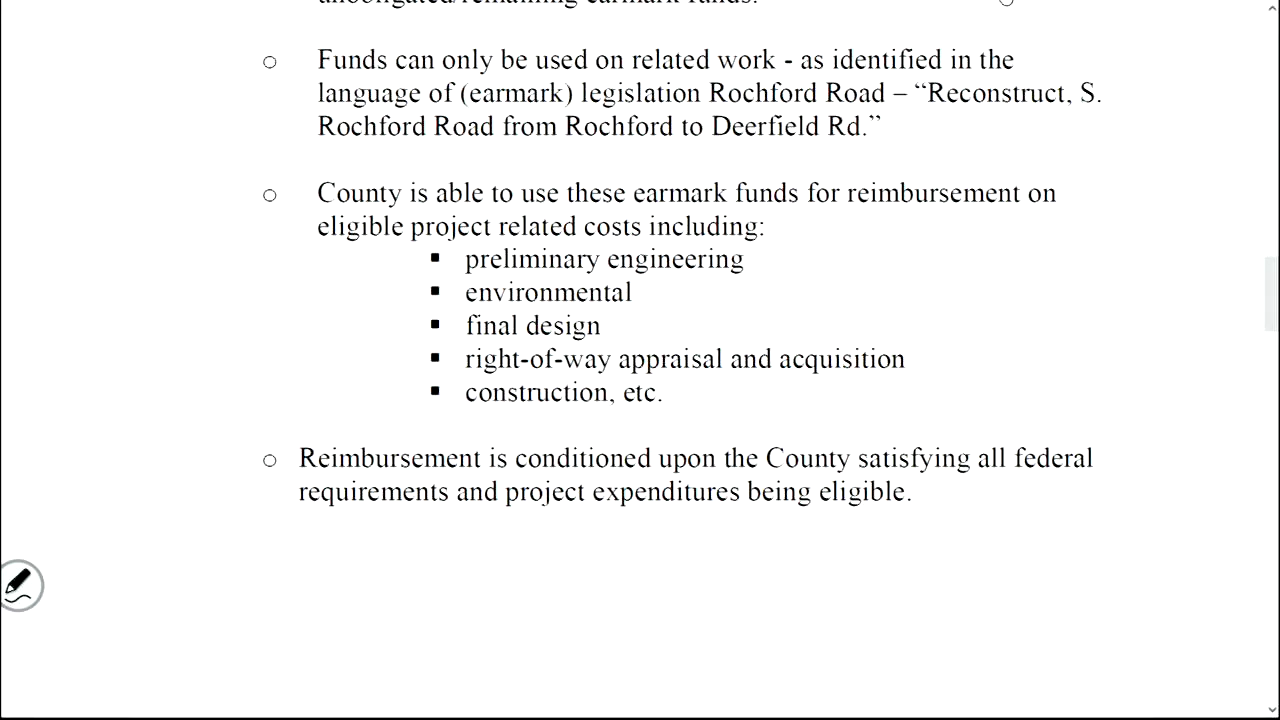 funds.
○ Funds can only be used on related work - as identified in the
language of (earmark) legislation Rochford Road – “Reconstruct, S.
Rochford Road from Rochford to Deerfield Rd.”
○ County is able to use these earmark funds for reimbursement on
eligible project related costs including:
▪ preliminary engineering
▪ environmental
▪ final design
▪ right-of-way appraisal and acquisition
▪ construction, etc.
○ Reimbursement is conditioned upon the County satisfying all federal
requirements and project expenditures being eligible.